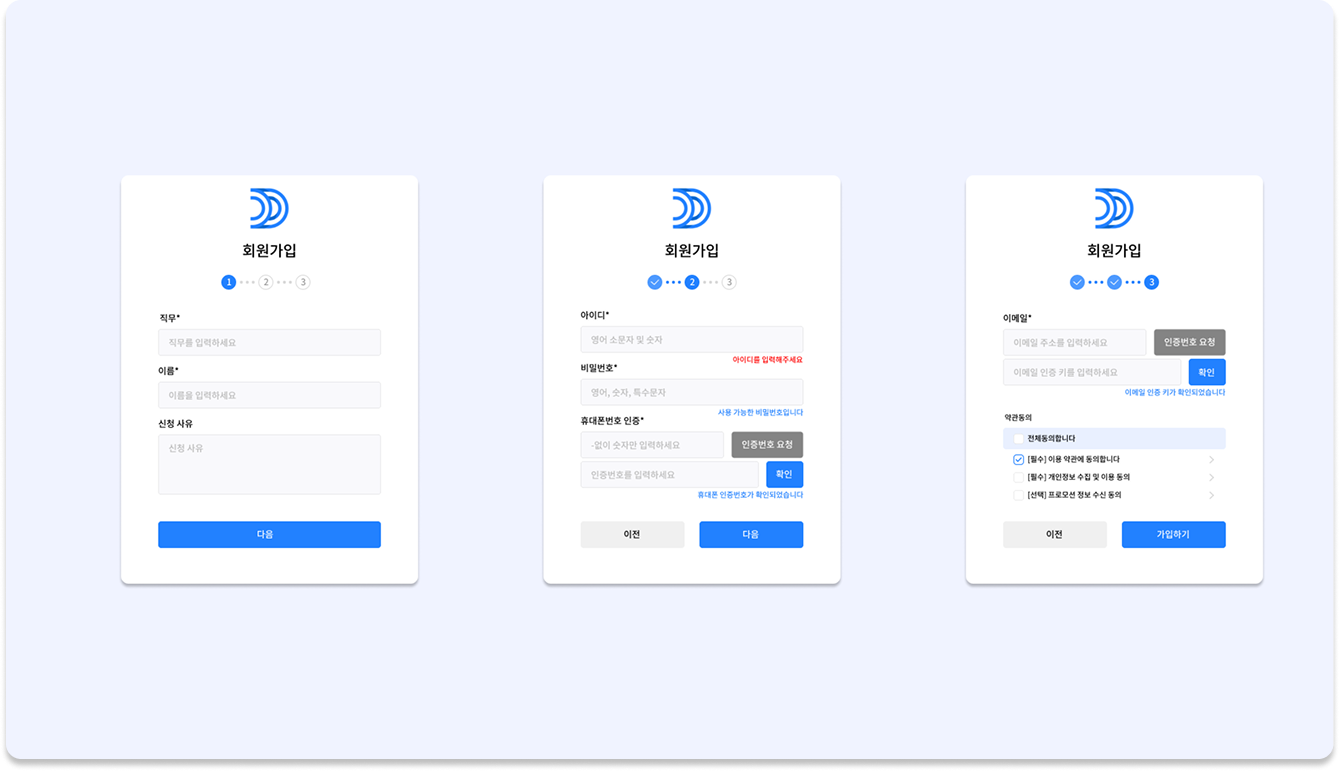 회원가입
1 2 3
직무*
직무를 입력하세요
이름*
이름을 입력하세요
신청 사유
신청 사유
다음
회원가입
2 3
아이디*
영어 소문자 및 숫자
아이디를 입력해주세요
비밀번호*
영어, 숫자, 특수문자
사용 가능한 비밀번호입니다
휴대폰번호 인증*
-없이 숫자만 입력하세요 인증번호 요청
인증번호를 입력하세요 확인
휴대폰 인증번호가 확인되었습니다
이전 다음
회원가입
3
이메일*
이메일 주소를 입력하세요 인증번호 요청
이메일 인증 키를 입력하세요 확인
이메일 인증 키가 확인되었습니다
약관동의
전체동의합니다
[필수] 이용 약관에 동의합니다
[필수] 개인정보 수집 및 이용 동의
[선택] 프로모션 정보 수신 동의
이전 가입하기